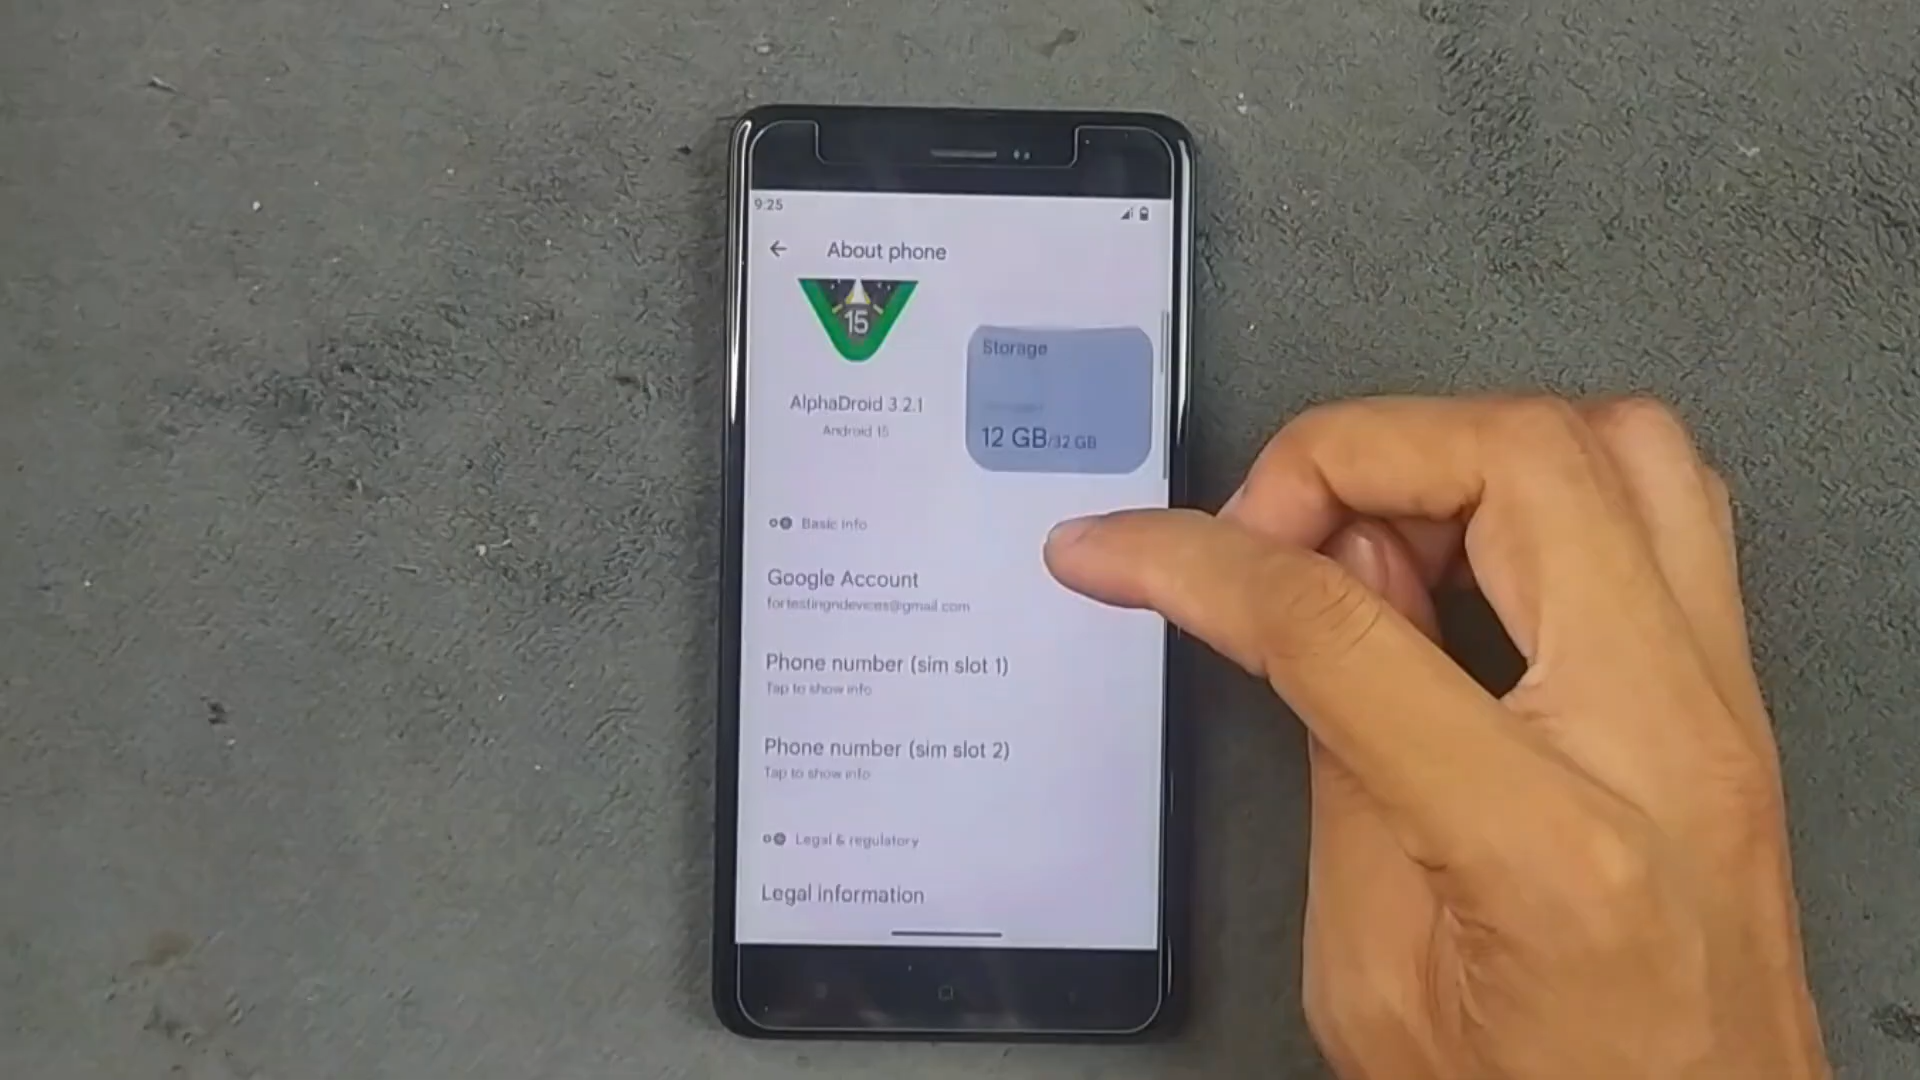 9:25
About phone
15
Storage
12 GB/32 GB
AlphaDroid 3.2.1
Android 15
Basic info
Google Account
fortestingndevices@gmail.com
Phone number (sim slot 1)
Tap to show info
Phone number (sim slot 2)
Tap to show info
Legal & regulatory
Legal information